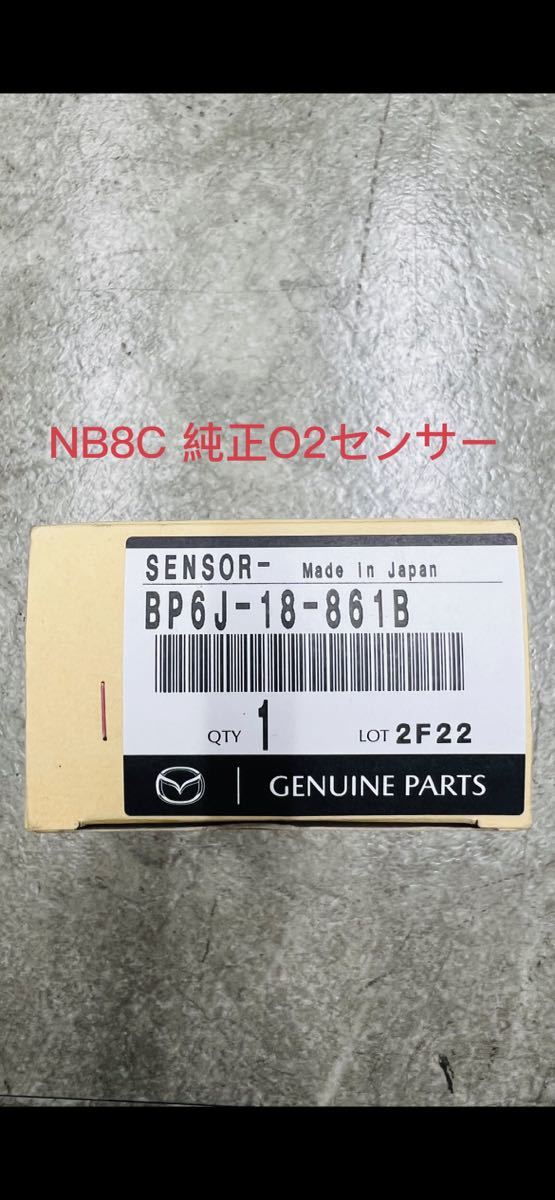 NB8C 純正O2センサー
SENSOR- Made in Japan
BP6J-18-861B
QTY 1 LOT 2F22
GENUINE PARTS